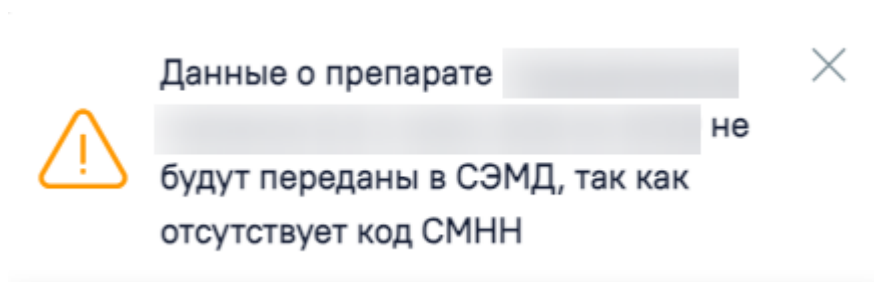 Данные о препарате
не
будут переданы в СЭМД, так как
отсутствует код СМНН